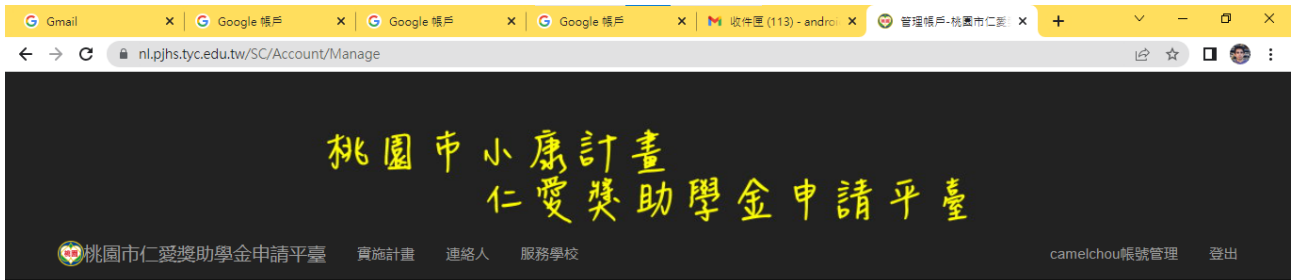 Gmail
Google 帳戶
Google 帳戶
Google 帳戶
收件匣 (113) - androi
管理帳戶-桃園市仁愛
nl.pjhs.tyc.edu.tw/SC/Account/Manage
桃園市小康計畫
仁愛獎助學金申請平臺
桃園市仁愛獎助學金申請平臺 實施計畫 連絡人 服務學校 camelchou帳號管理 登出